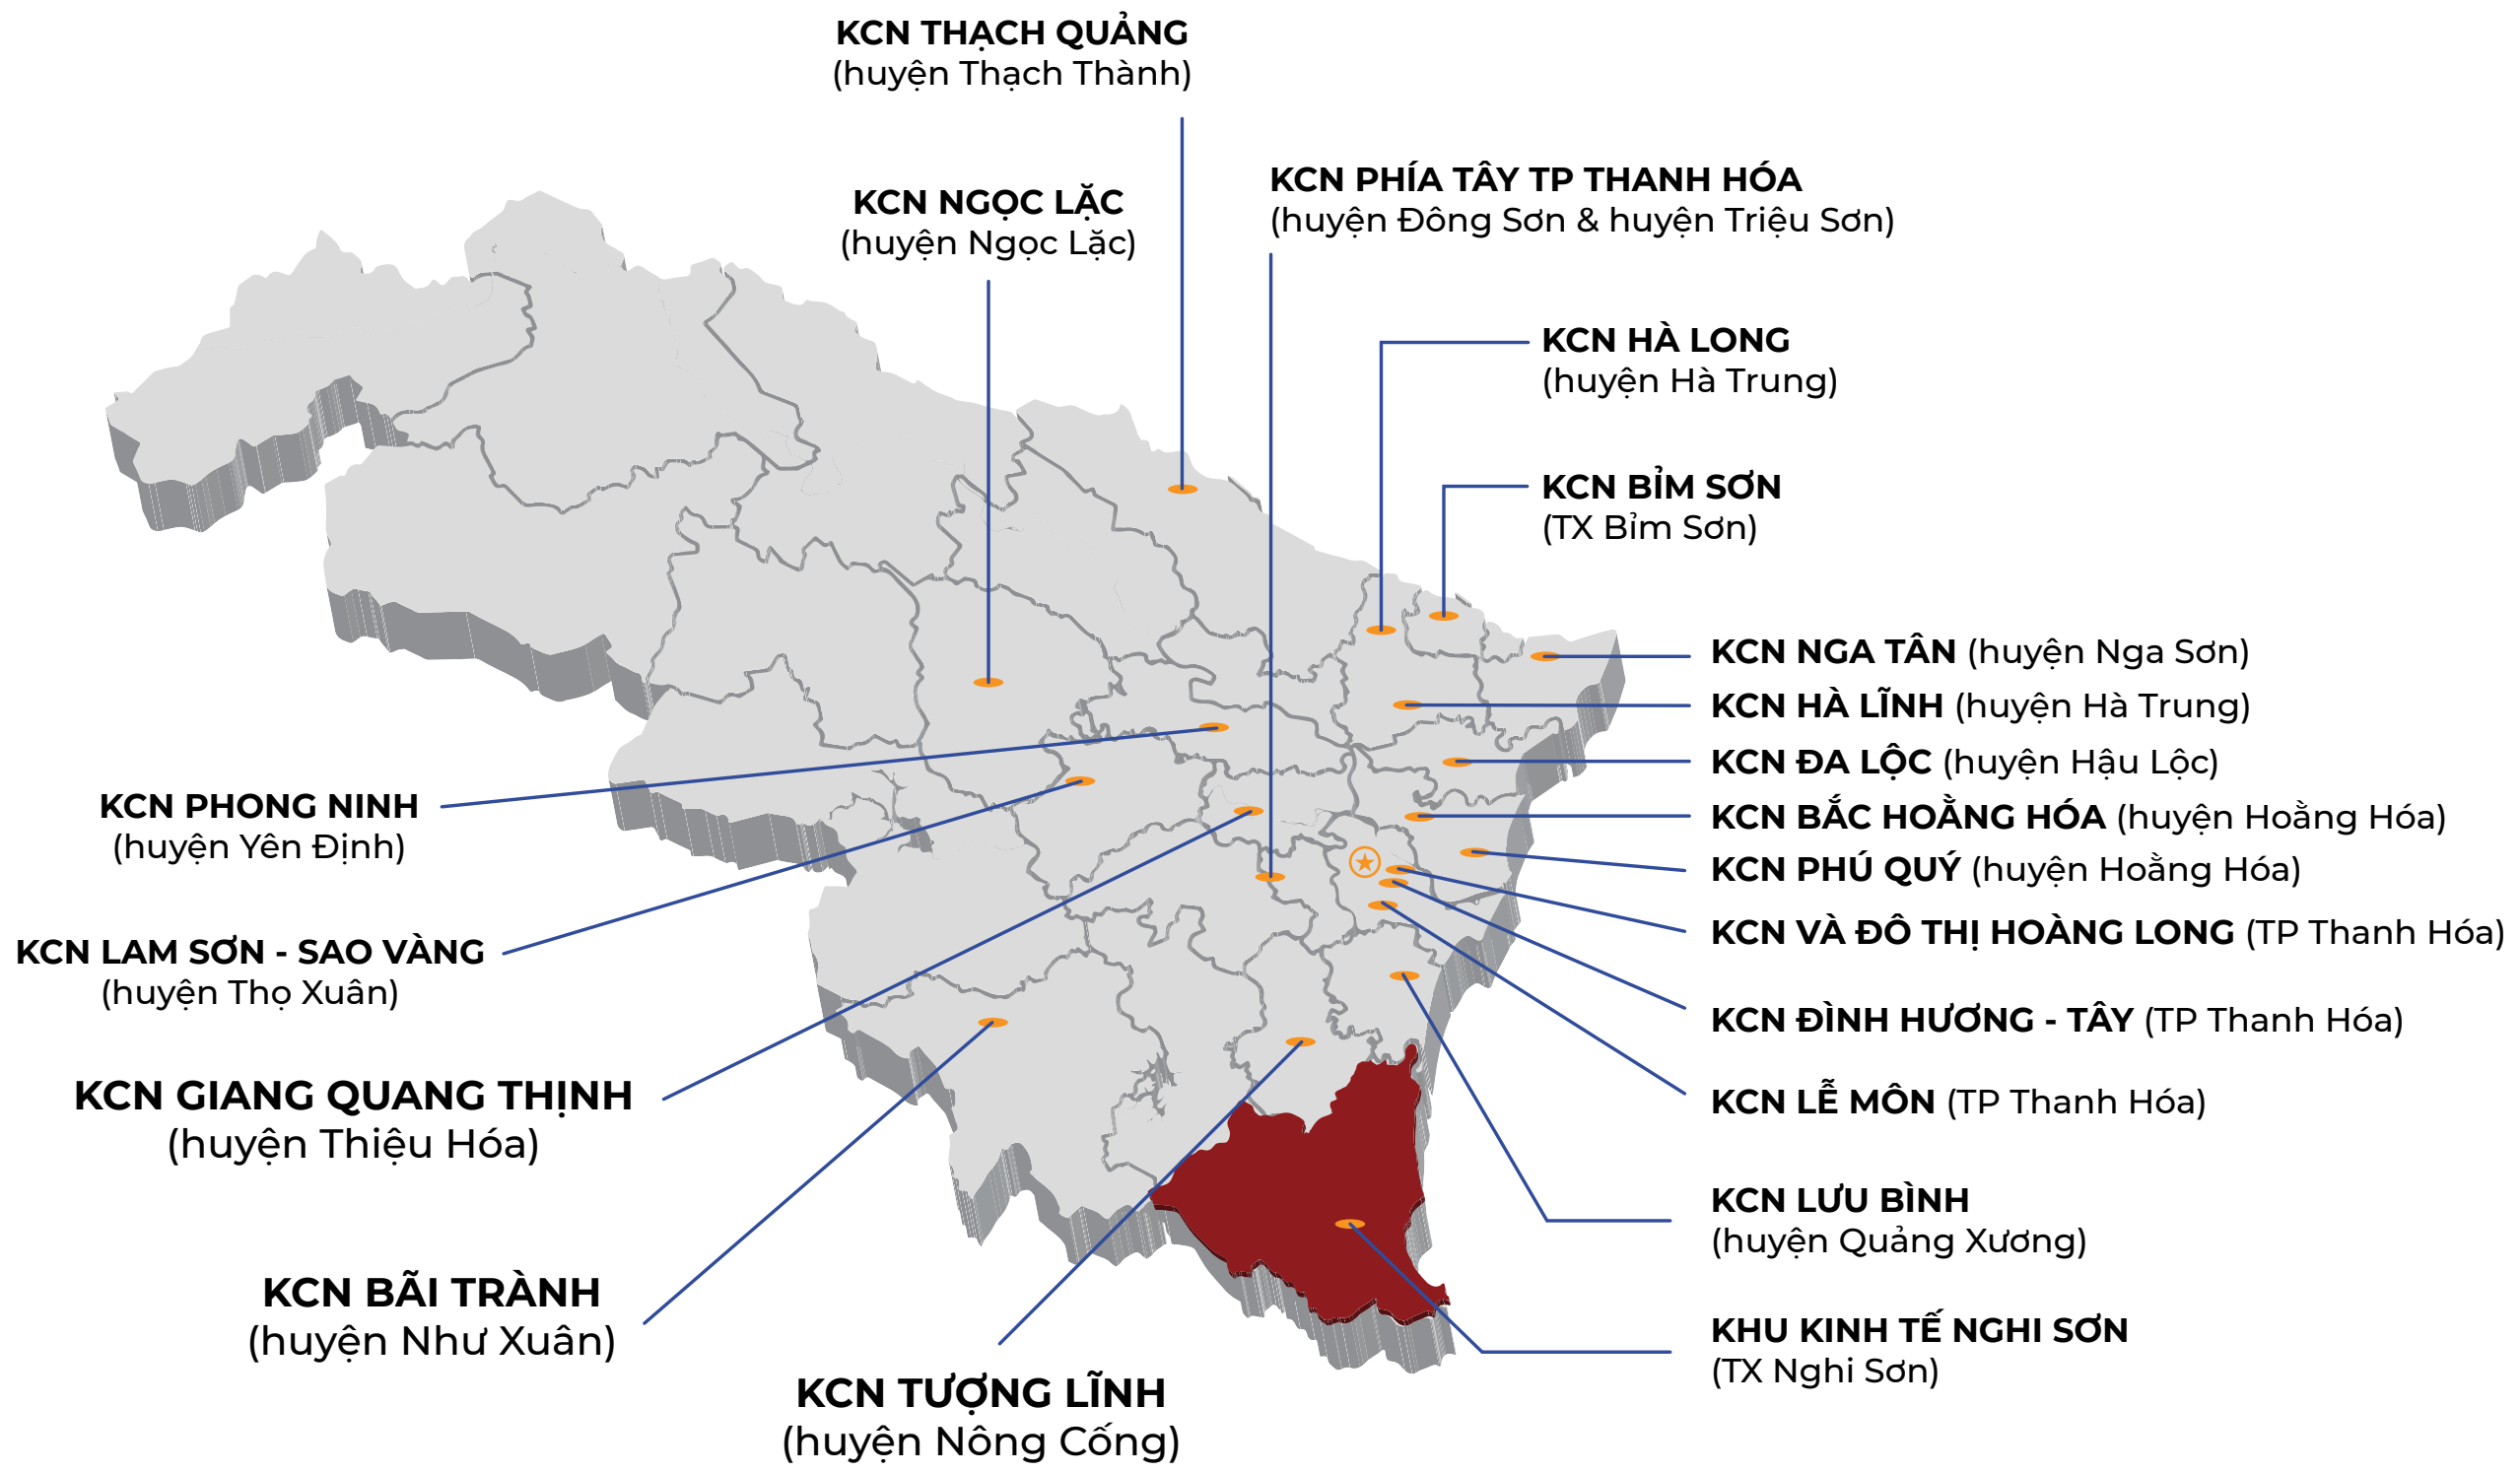 KCN THẠCH QUẢNG
(huyện Thạch Thành)
KCN NGỌC LẶC
(huyện Ngọc Lặc)
KCN PHÍA TÂY TP THANH HÓA
(huyện Đông Sơn & huyện Triệu Sơn)
KCN HÀ LONG
(huyện Hà Trung)
KCN BỈM SƠN
(TX Bỉm Sơn)
KCN NGA TÂN (huyện Nga Sơn)
KCN HÀ LĨNH (huyện Hà Trung)
KCN ĐA LỘC (huyện Hậu Lộc)
KCN BẮC HOẰNG HÓA (huyện Hoằng Hóa)
KCN PHÚ QUÝ (huyện Hoằng Hóa)
KCN VÀ ĐÔ THỊ HOÀNG LONG (TP Thanh Hóa)
KCN ĐÌNH HƯƠNG - TÂY (TP Thanh Hóa)
KCN LỄ MÔN (TP Thanh Hóa)
KCN LƯU BÌNH
(huyện Quảng Xương)
KHU KINH TẾ NGHI SƠN
(TX Nghi Sơn)
KCN PHONG NINH
(huyện Yên Định)
KCN LAM SƠN - SAO VÀNG
(huyện Thọ Xuân)
KCN GIANG QUANG THỊNH
(huyện Thiệu Hóa)
KCN BÃI TRÀNH
(huyện Như Xuân)
KCN TƯỢNG LĨNH
(huyện Nông Cống)